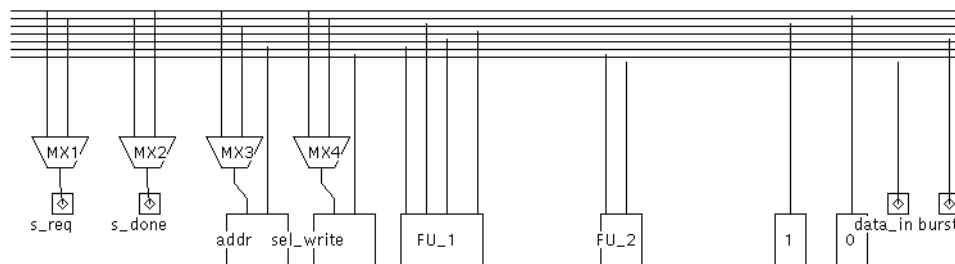 MX1 MX2 MX3 MX4
s_req s_done data_in burst
addr sel_write FU_1 FU_2 1 0